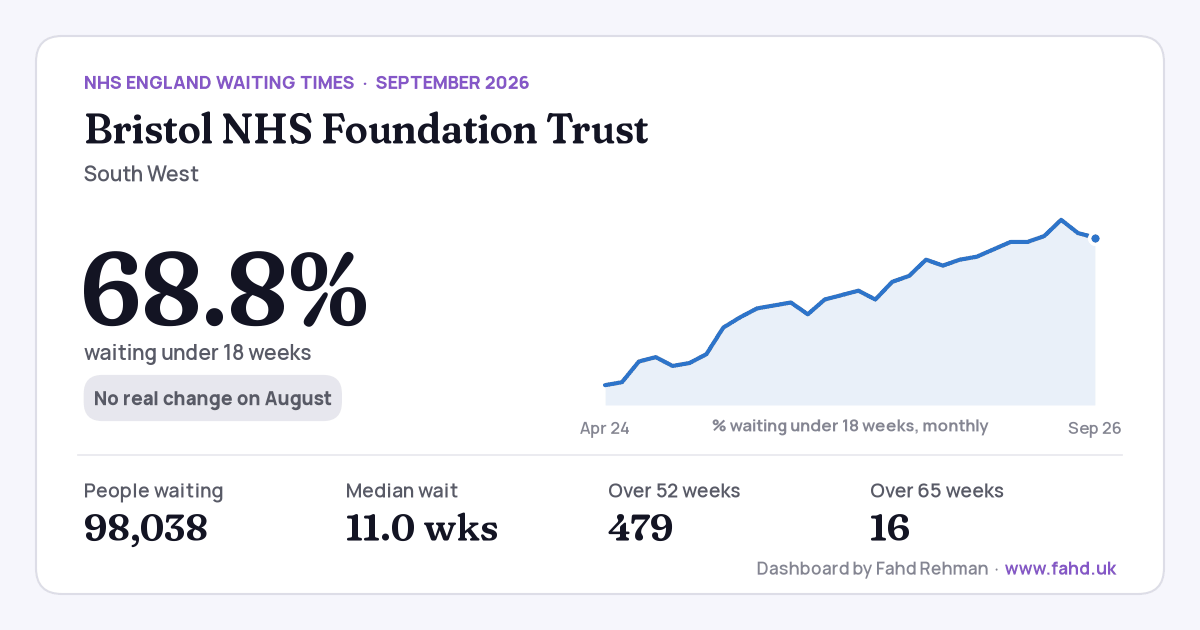 NHS ENGLAND WAITING TIMES · SEPTEMBER 2026
Bristol NHS Foundation Trust
South West
68.8%
waiting under 18 weeks
No real change on August
Apr 24
% waiting under 18 weeks, monthly
Sep 26
People waiting
98,038
Median wait
11.0 wks
Over 52 weeks
479
Over 65 weeks
16
Dashboard by Fahd Rehman · www.fahd.uk